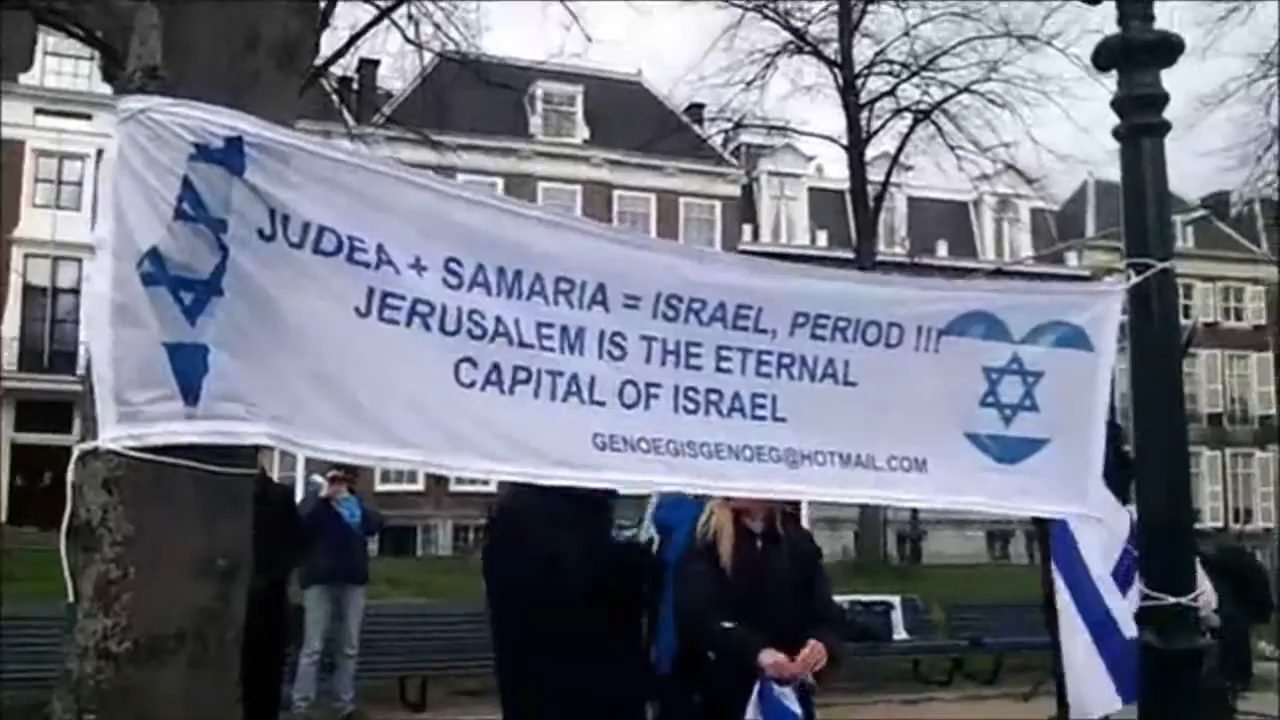 JUDEA + SAMARIA = ISRAEL, PERIOD !!!
JERUSALEM IS THE ETERNAL
CAPITAL OF ISRAEL
GENOEGISGENOEG@HOTMAIL.COM